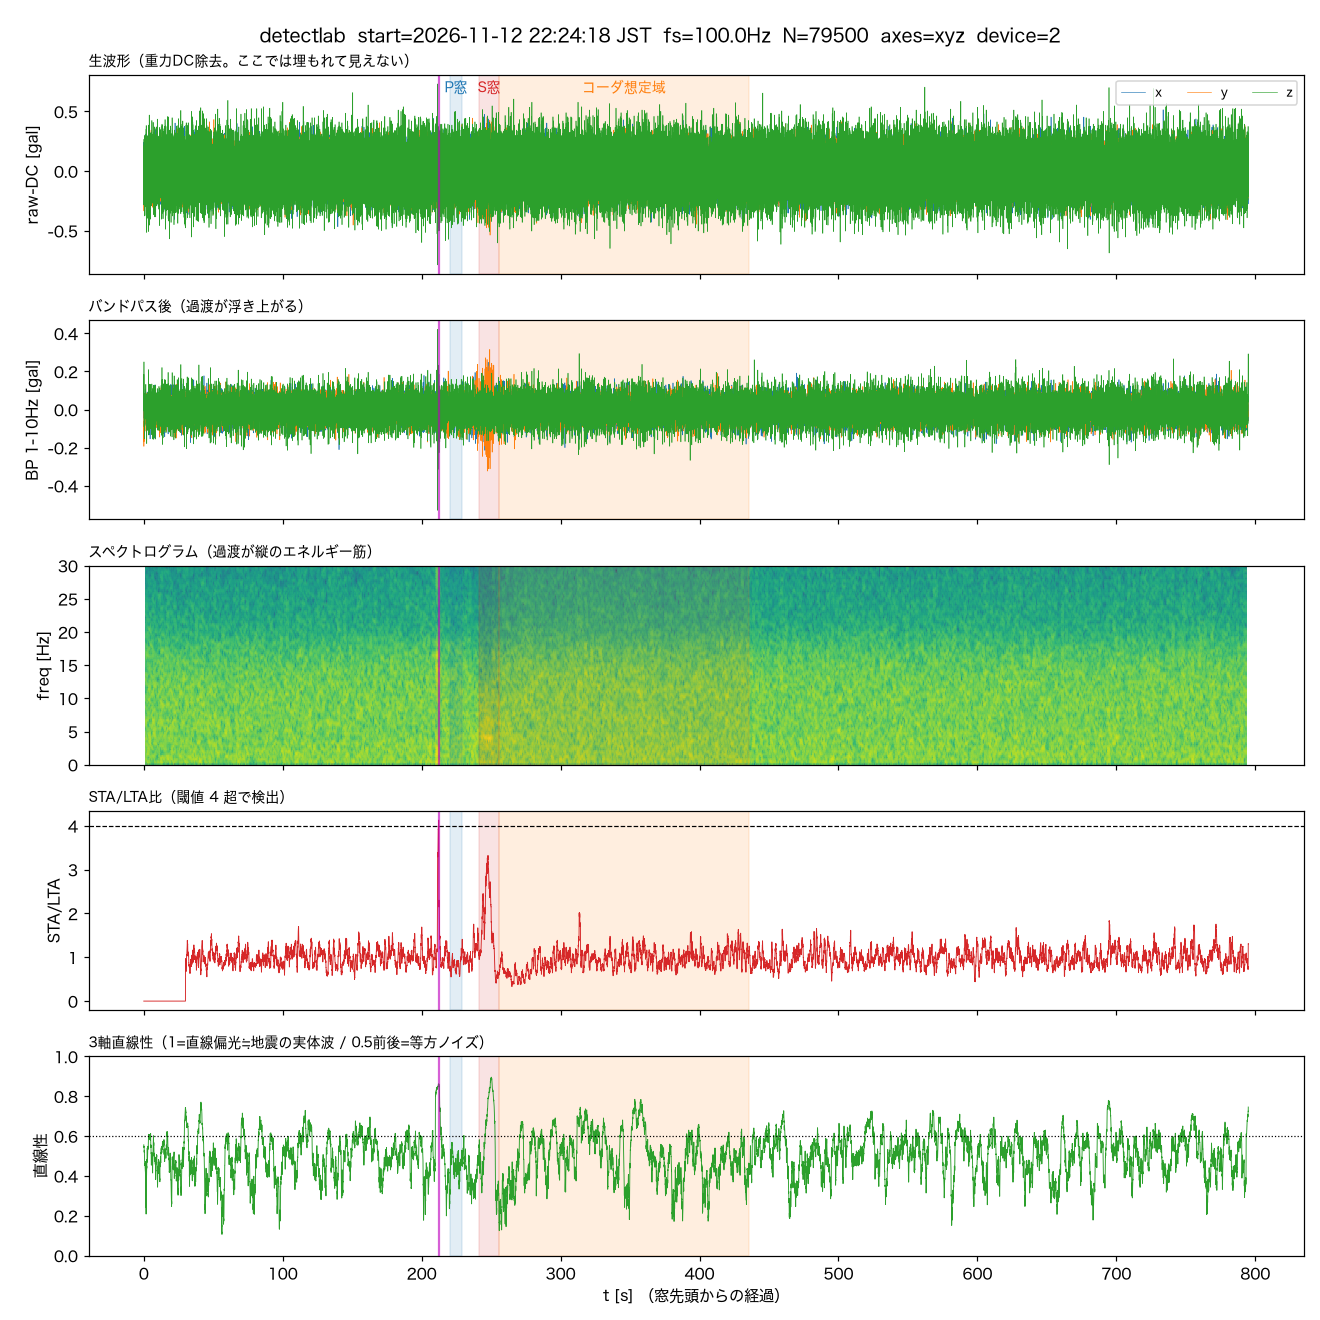 detectlab start=2026-11-12 22:24:18 JST fs=100.0Hz N=79500 axes=xyz device=2
生波形（重力DC除去。ここでは埋もれて見えない）
P窓 S窓 コーダ想定域
x y z
0.5
0.0
-0.5
raw-DC [gal]
バンドパス後（過渡が浮き上がる）
0.4
0.2
0.0
-0.2
-0.4
BP 1-10Hz [gal]
スペクトログラム（過渡が縦のエネルギー筋）
30
25
20
15
10
5
0
freq [Hz]
STA/LTA比（閾値 4 超で検出）
4
3
2
1
0
STA/LTA
3軸直線性（1=直線偏光≒地震の実体波 / 0.5前後=等方ノイズ）
1.0
0.8
0.6
0.4
0.2
0.0
直線性
0 100 200 300 400 500 600 700 800
t [s] （窓先頭からの経過）